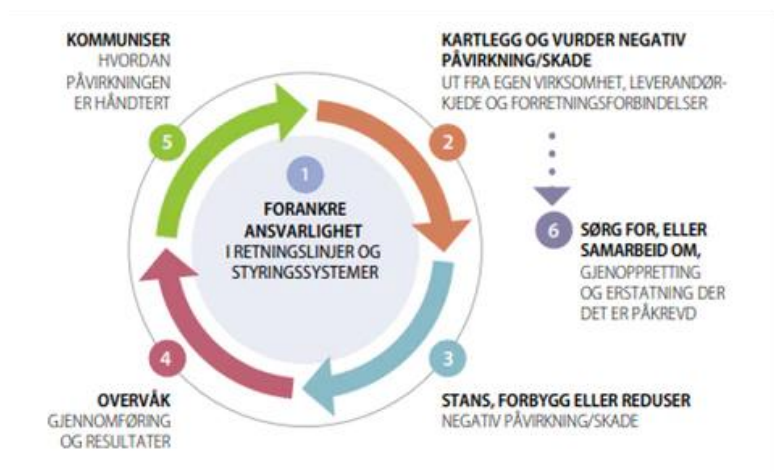 1
FORANKRE
ANSVARLIGHET
I RETNINGSLINJER OG
STYRINGSSYSTEMER
2
KARTLEGG OG VURDER NEGATIV
PÅVIRKNING/SKADE
UT FRA EGEN VIRKSOMHET, LEVERANDØR-
KJEDE OG FORRETNINGSFORBINDELSER
3
STANS, FORBYGG ELLER REDUSER
NEGATIV PÅVIRKNING/SKADE
4
OVERVÅK
GJENNOMFØRING
OG RESULTATER
5
KOMMUNISER
HVORDAN
PÅVIRKNINGEN
ER HÅNDTERT
6
SØRG FOR, ELLER
SAMARBEID OM,
GJENOPPRETTING
OG ERSTATNING DER
DET ER PÅKREVD